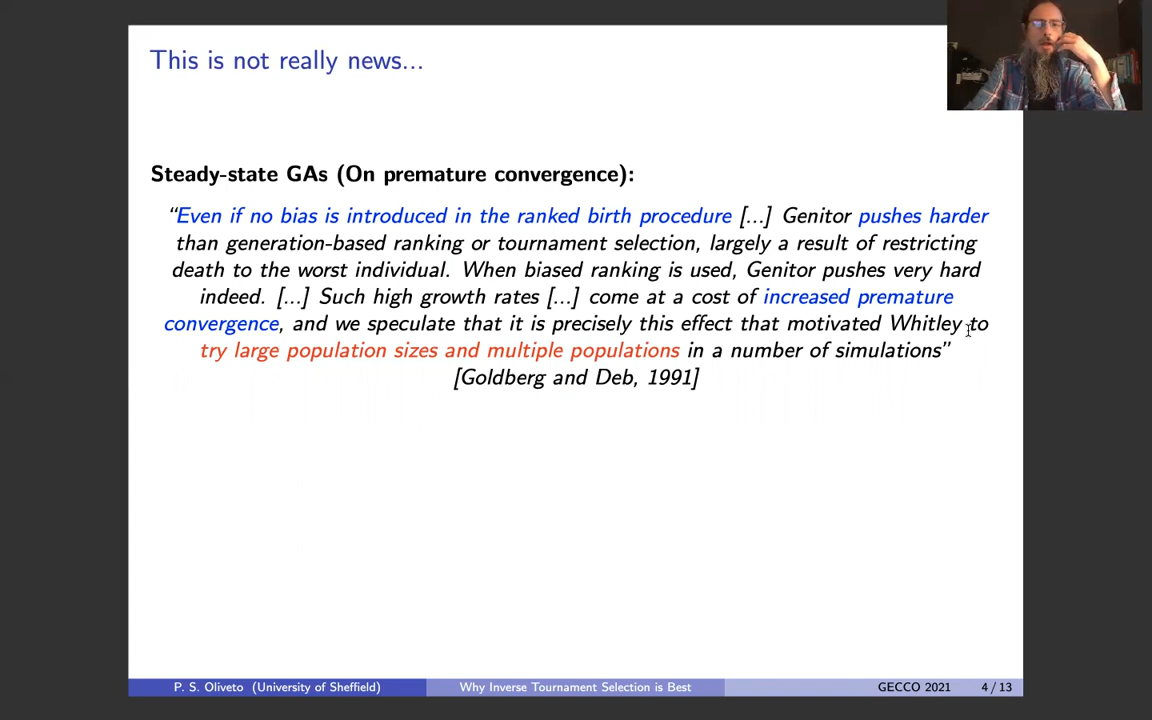 This is not really news...
Steady-state GAs (On premature convergence):
“Even if no bias is introduced in the ranked birth procedure [...] Genitor pushes harder
than generation-based ranking or tournament selection, largely a result of restricting
death to the worst individual. When biased ranking is used, Genitor pushes very hard
indeed. [...] Such high growth rates [...] come at a cost of increased premature
convergence, and we speculate that it is precisely this effect that motivated Whitley to
try large population sizes and multiple populations in a number of simulations”
[Goldberg and Deb, 1991]
P. S. Oliveto (University of Sheffield) Why Inverse Tournament Selection is Best GECCO 2021 4 / 13